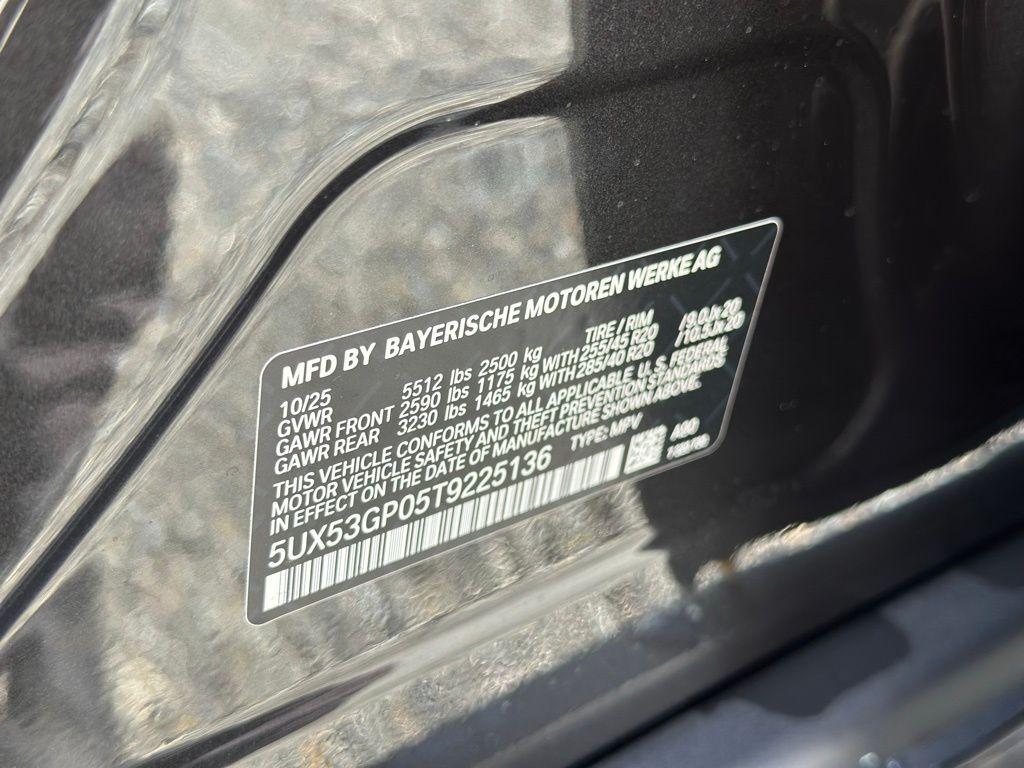 MFD BY BAYERISCHE MOTOREN WERKE AG
10/25 TIRE / RIM
GVWR 5512 lbs 2500 kg
GAWR FRONT 2590 lbs 1175 kg WITH 255/45 R20 /9.0Jx20
GAWR REAR 3230 lbs 1465 kg WITH 285/40 R20 /10.5Jx20
THIS VEHICLE CONFORMS TO ALL APPLICABLE U.S. FEDERAL
MOTOR VEHICLE SAFETY AND THEFT PREVENTION STANDARDS
IN EFFECT ON THE DATE OF MANUFACTURE SHOWN ABOVE.
5UX53GP05T9225136 TYPE: MPV
A90